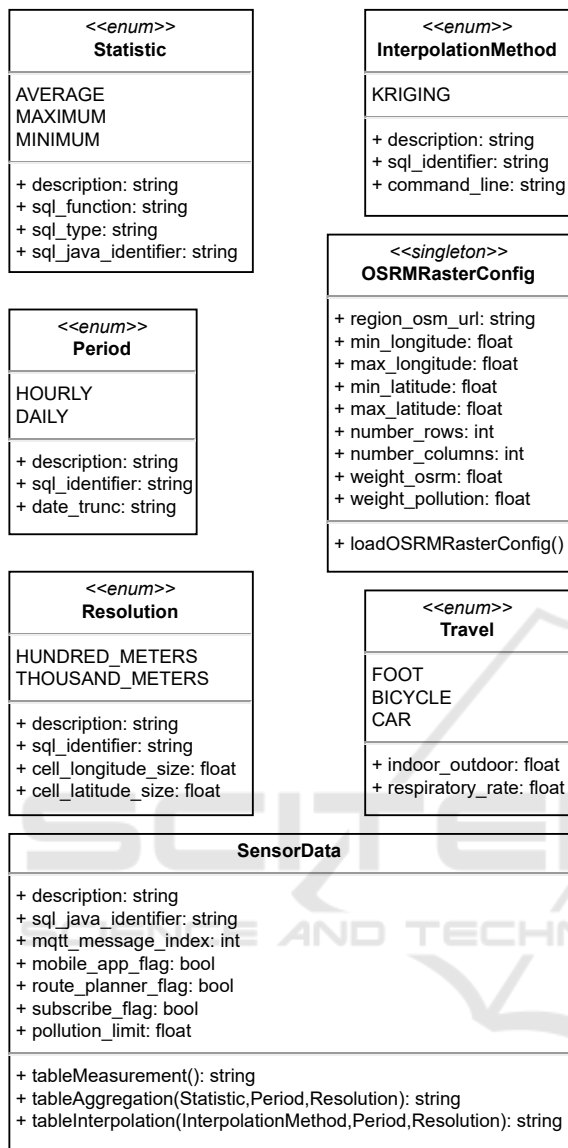 <<enum>>
Statistic
AVERAGE
MAXIMUM
MINIMUM
+ description: string
+ sql_function: string
+ sql_type: string
+ sql_java_identifier: string
<<enum>>
InterpolationMethod
KRIGING
+ description: string
+ sql_identifier: string
+ command_line: string
<<singleton>>
OSRMRasterConfig
+ region_osm_url: string
+ min_longitude: float
+ max_longitude: float
+ min_latitude: float
+ max_latitude: float
+ number_rows: int
+ number_columns: int
+ weight_osrm: float
+ weight_pollution: float
+ loadOSRMRasterConfig()
<<enum>>
Period
HOURLY
DAILY
+ description: string
+ sql_identifier: string
+ date_trunc: string
<<enum>>
Resolution
HUNDRED_METERS
THOUSAND_METERS
+ description: string
+ sql_identifier: string
+ cell_longitude_size: float
+ cell_latitude_size: float
<<enum>>
Travel
FOOT
BICYCLE
CAR
+ indoor_outdoor: float
+ respiratory_rate: float
SensorData
+ description: string
+ sql_java_identifier: string
+ mqtt_message_index: int
+ mobile_app_flag: bool
+ route_planner_flag: bool
+ subscribe_flag: bool
+ pollution_limit: float
+ tableMeasurement(): string
+ tableAggregation(Statistic,Period,Resolution): string
+ tableInterpolation(InterpolationMethod,Period,Resolution): string